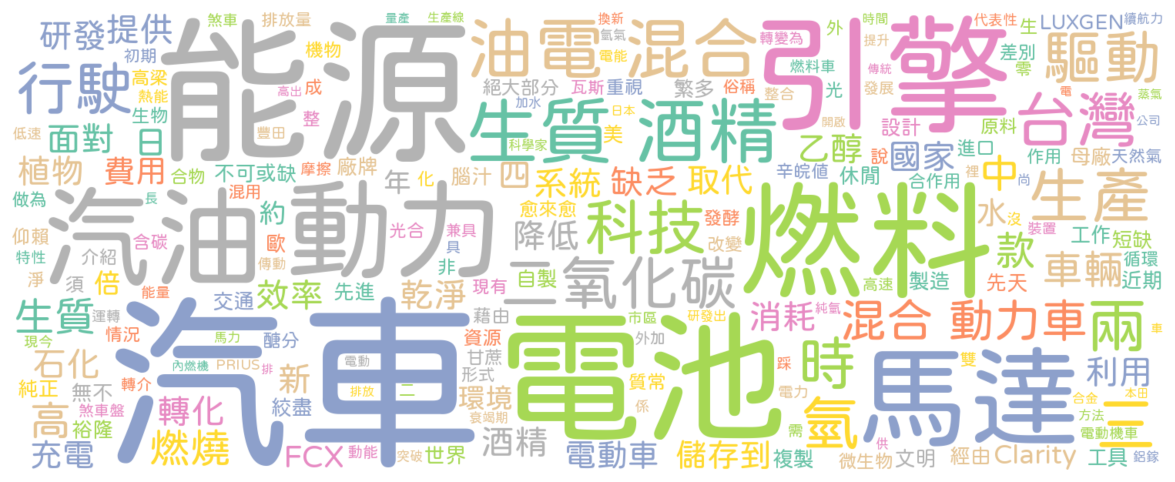 研發 提供 煞車 排放量 量產 生產線 換新 外 代表性 生 LUXGEN 續航力
初期 機物 氫氣 電能 轉變為 提升 時間 差別
能源 油電混合 引擎 驅動
行駛 高梁 熱能 高出 成 絕大部分 瓦斯 重視 繁多 俗稱 燃料車 整合 光 傳統 發展 零 電 蒸氣
生物 整 加水 日本 開啟 設計 原料 台灣 公司
低速 面對 日 豐田 生質 酒精 科學家 美 乙醇 說 國家 進口 作用 母廠 天然氣
植物 費用 不可或缺 摩擦 廠牌 腦汁 四 系統 缺乏 取代 辛皖值 休閒 合作用 中 裡 尚 生產
合物 混用 年 化
做為 長 約 汽油 動力 愈來愈 科技 發酵 燃料 水 沒 裝置
仰賴 含碳 歐 光合 兼具 降低 改變 款 工作 短缺
特性 介紹 傳動 非 具 二氧化碳 車輛 循環
淨 須 倍 能量 效率 先進 乾淨 現有 自製 高速 製造 先天 近期
生質 運轉 交通 藉由 市區 研發出 消耗 純氧 混合 動力車 兩
現今 情況 馬力 醣分 資源 外加 車
石化 內燃機 PRIUS 排 汽車 電動 甘蔗 形式 電池 踩 時 馬達 雙 利用
純正 無不 轉介 新 排放 二 環境 質常 電力 合金 本田
高 煞車盤 轉化 絞盡 衰竭期 係 氫 三 方法
裕隆 酒精 需 電動機車
充電 燃燒 FCX 動能 突破 世界 電動車 儲存到 複製 供 微生物 文明 經由 Clarity 工具 鋁鎵